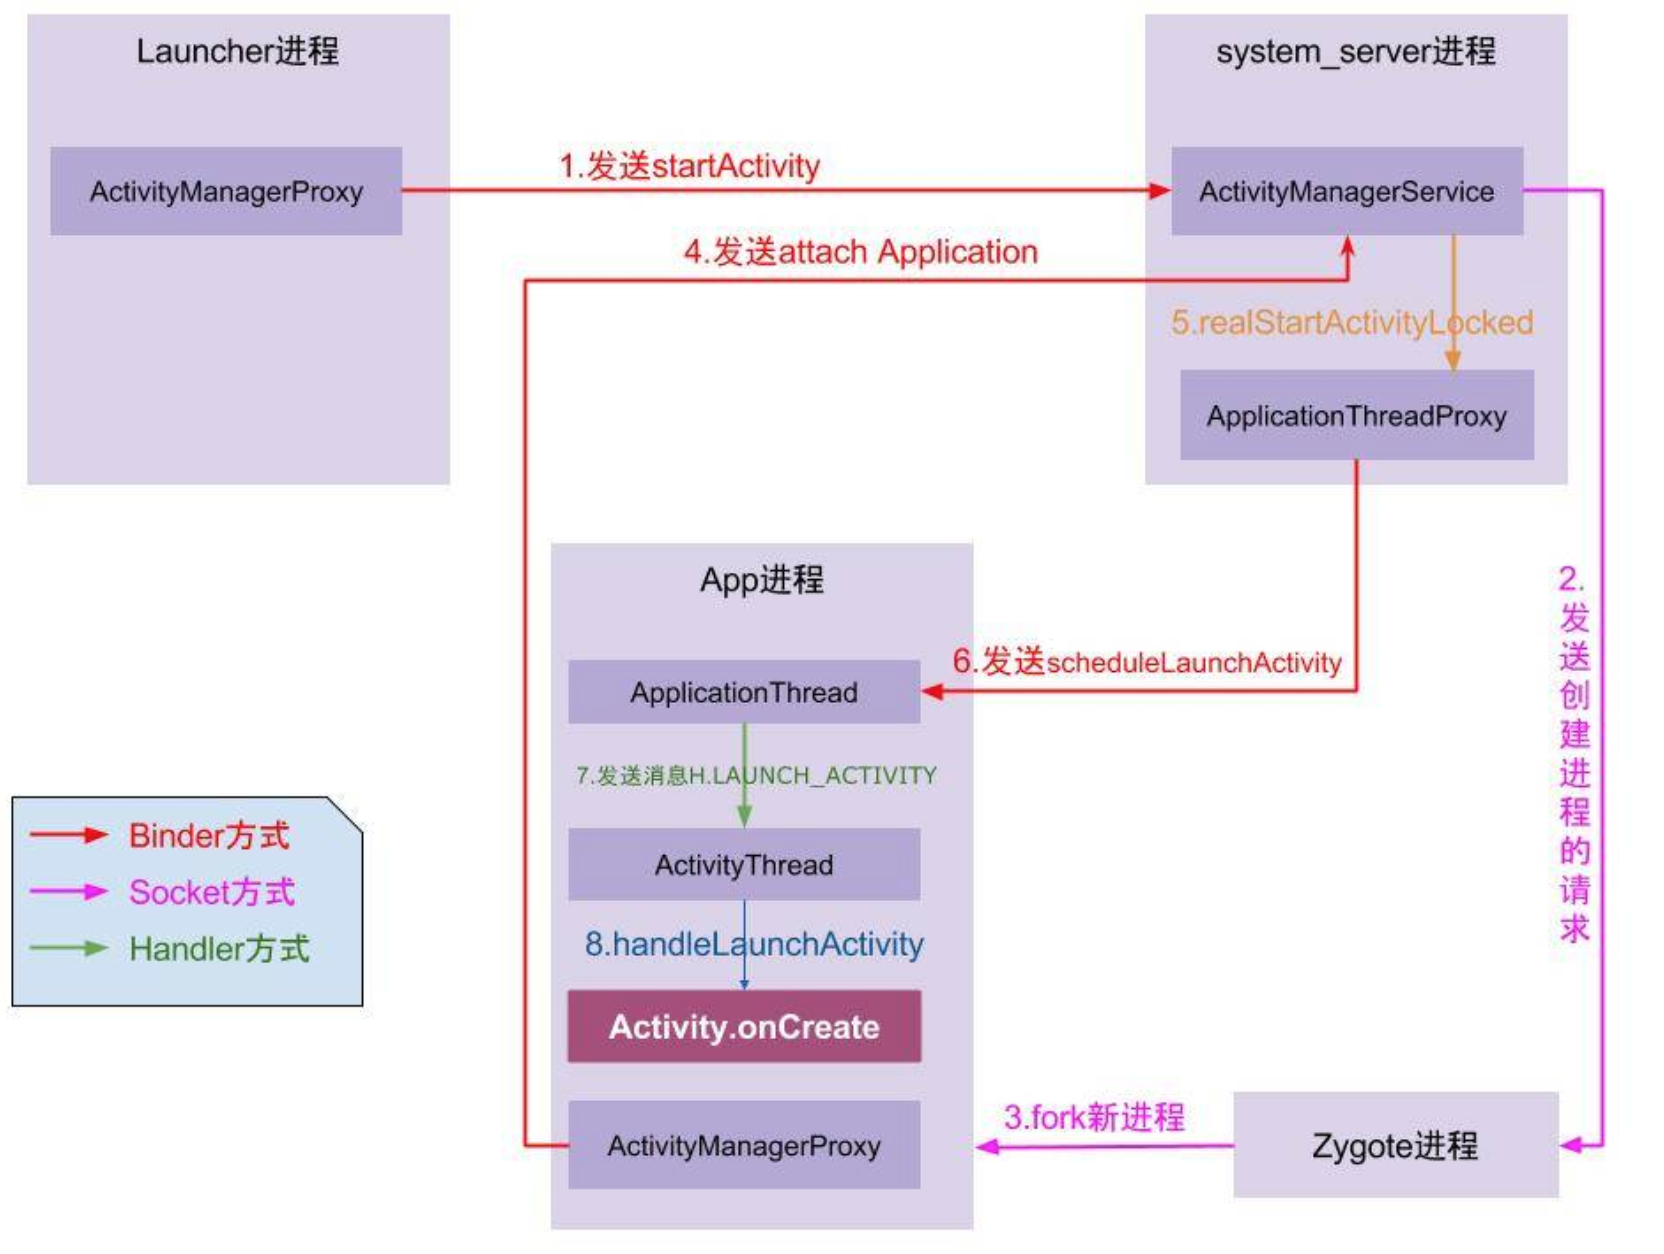 Launcher进程
system_server进程
ActivityManagerProxy
1.发送startActivity
ActivityManagerService
4.发送attach Application
5.realStartActivityLocked
ApplicationThreadProxy
2.发送创建进程的请求
App进程
6.发送scheduleLaunchActivity
ApplicationThread
7.发送消息H.LAUNCH_ACTIVITY
ActivityThread
8.handleLaunchActivity
Activity.onCreate
ActivityManagerProxy
3.fork新进程
Zygote进程
Binder方式
Socket方式
Handler方式